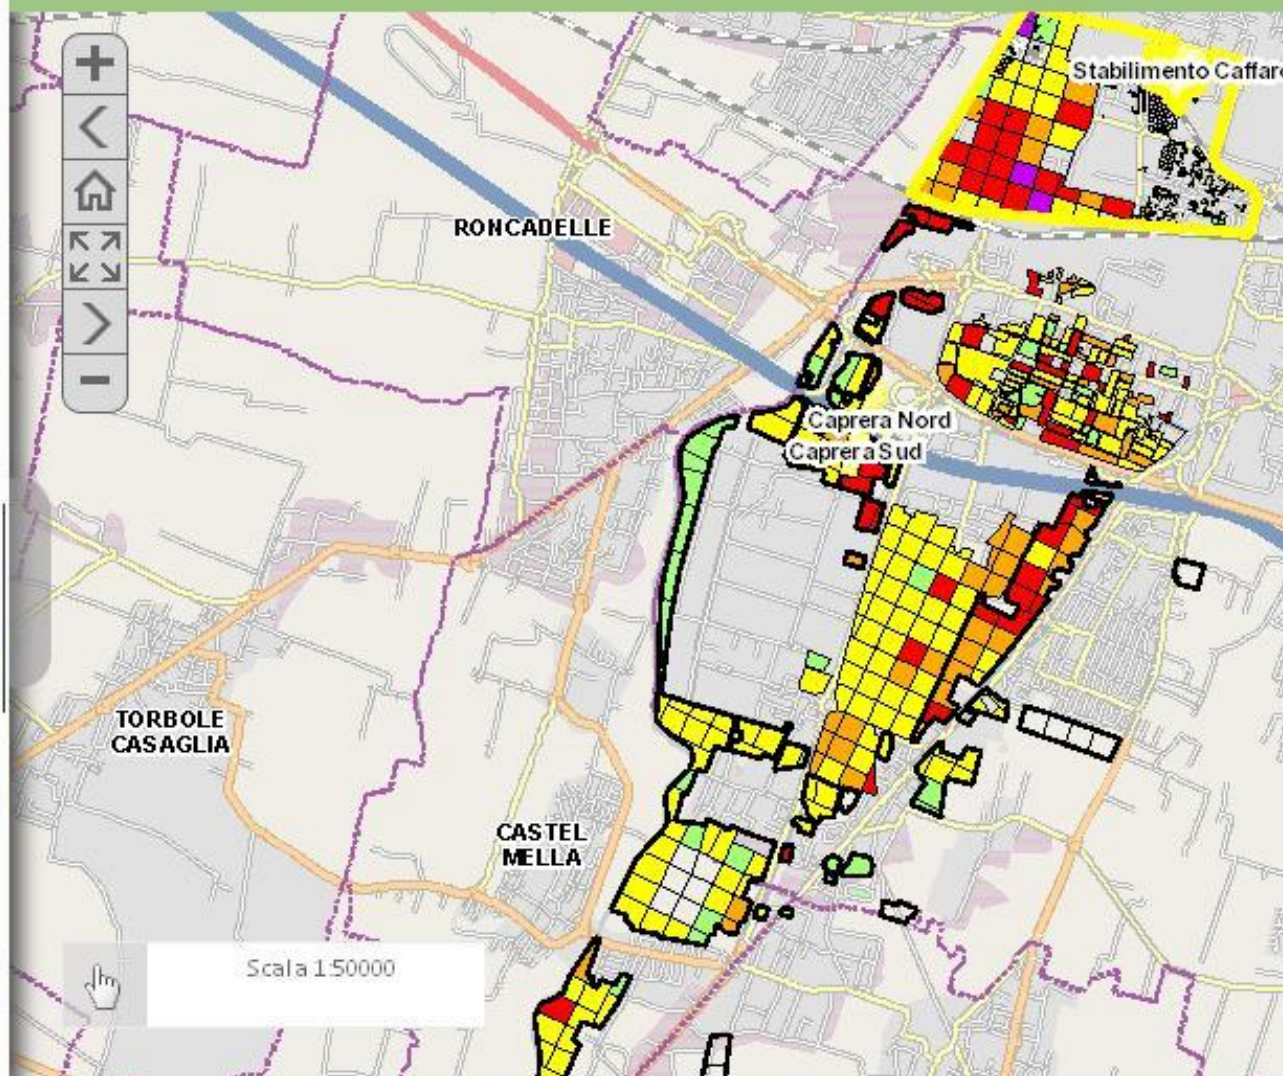 Stabilimento Caffaro
RONCADELLE
Caprera Nord
Caprera Sud
TORBOLE
CASAGLIA
CASTEL
MELLA
Scala 1:50000